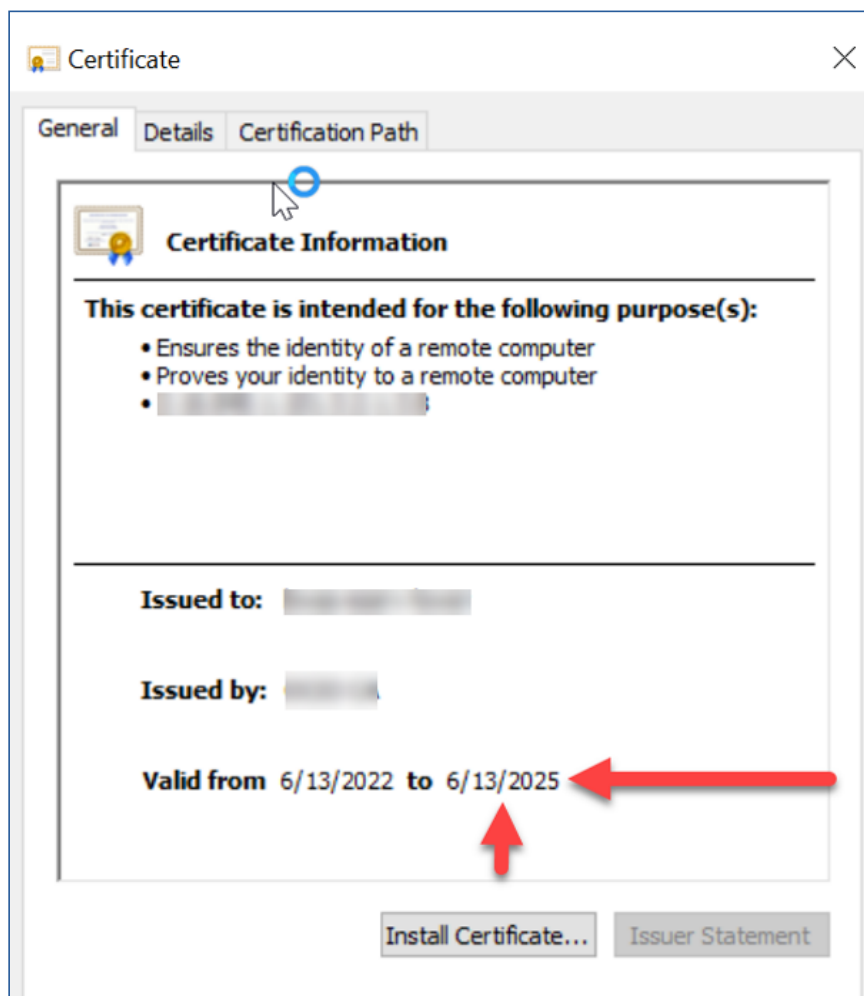 Certificate
General Details Certification Path
Certificate Information
This certificate is intended for the following purpose(s):
• Ensures the identity of a remote computer
• Proves your identity to a remote computer
•
Issued to:
Issued by:
Valid from 6/13/2022 to 6/13/2025
Install Certificate... Issuer Statement